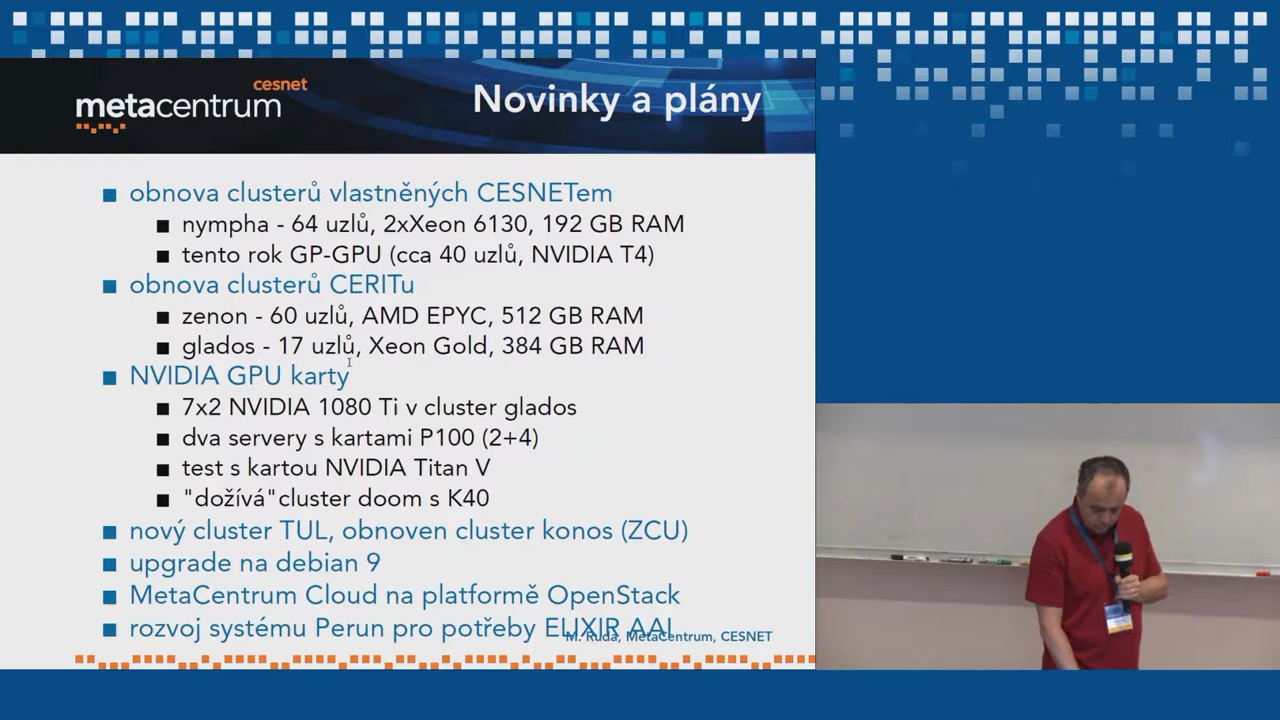 cesnet
metacentrum
Novinky a plány
obnova clusterů vlastněných CESNETem
nympha - 64 uzlů, 2xXeon 6130, 192 GB RAM
tento rok GP-GPU (cca 40 uzlů, NVIDIA T4)
obnova clusterů CERITu
zenon - 60 uzlů, AMD EPYC, 512 GB RAM
glados - 17 uzlů, Xeon Gold, 384 GB RAM
NVIDIA GPU karty
7x2 NVIDIA 1080 Ti v cluster glados
dva servery s kartami P100 (2+4)
test s kartou NVIDIA Titan V
"dožívá"cluster doom s K40
nový cluster TUL, obnoven cluster konos (ZCU)
upgrade na debian 9
MetaCentrum Cloud na platformě OpenStack
rozvoj systému Perun pro potřeby ELIXIR AAI
M. Ruda, MetaCentrum, CESNET